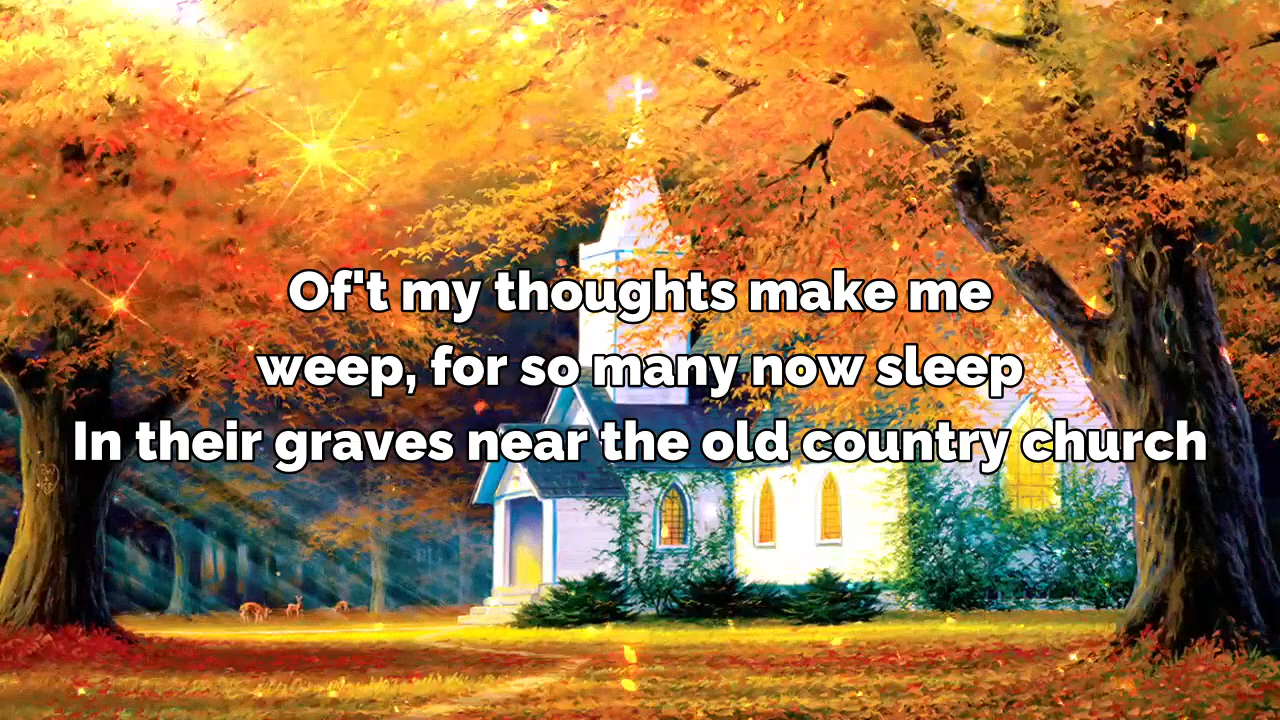 Of't my thoughts make me
weep, for so many now sleep
In their graves near the old country church